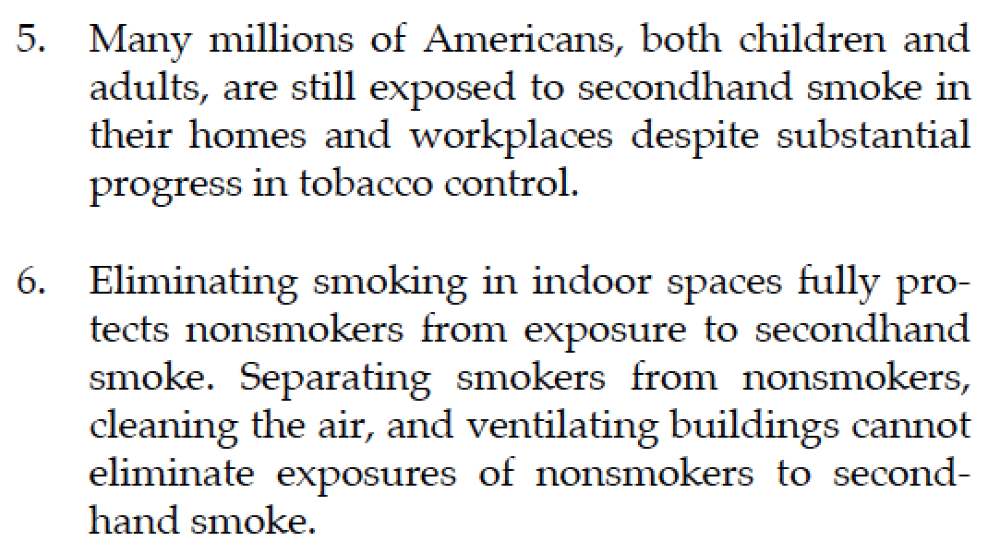 5. Many millions of Americans, both children and
adults, are still exposed to secondhand smoke in
their homes and workplaces despite substantial
progress in tobacco control.
6. Eliminating smoking in indoor spaces fully pro-
tects nonsmokers from exposure to secondhand
smoke. Separating smokers from nonsmokers,
cleaning the air, and ventilating buildings cannot
eliminate exposures of nonsmokers to second-
hand smoke.